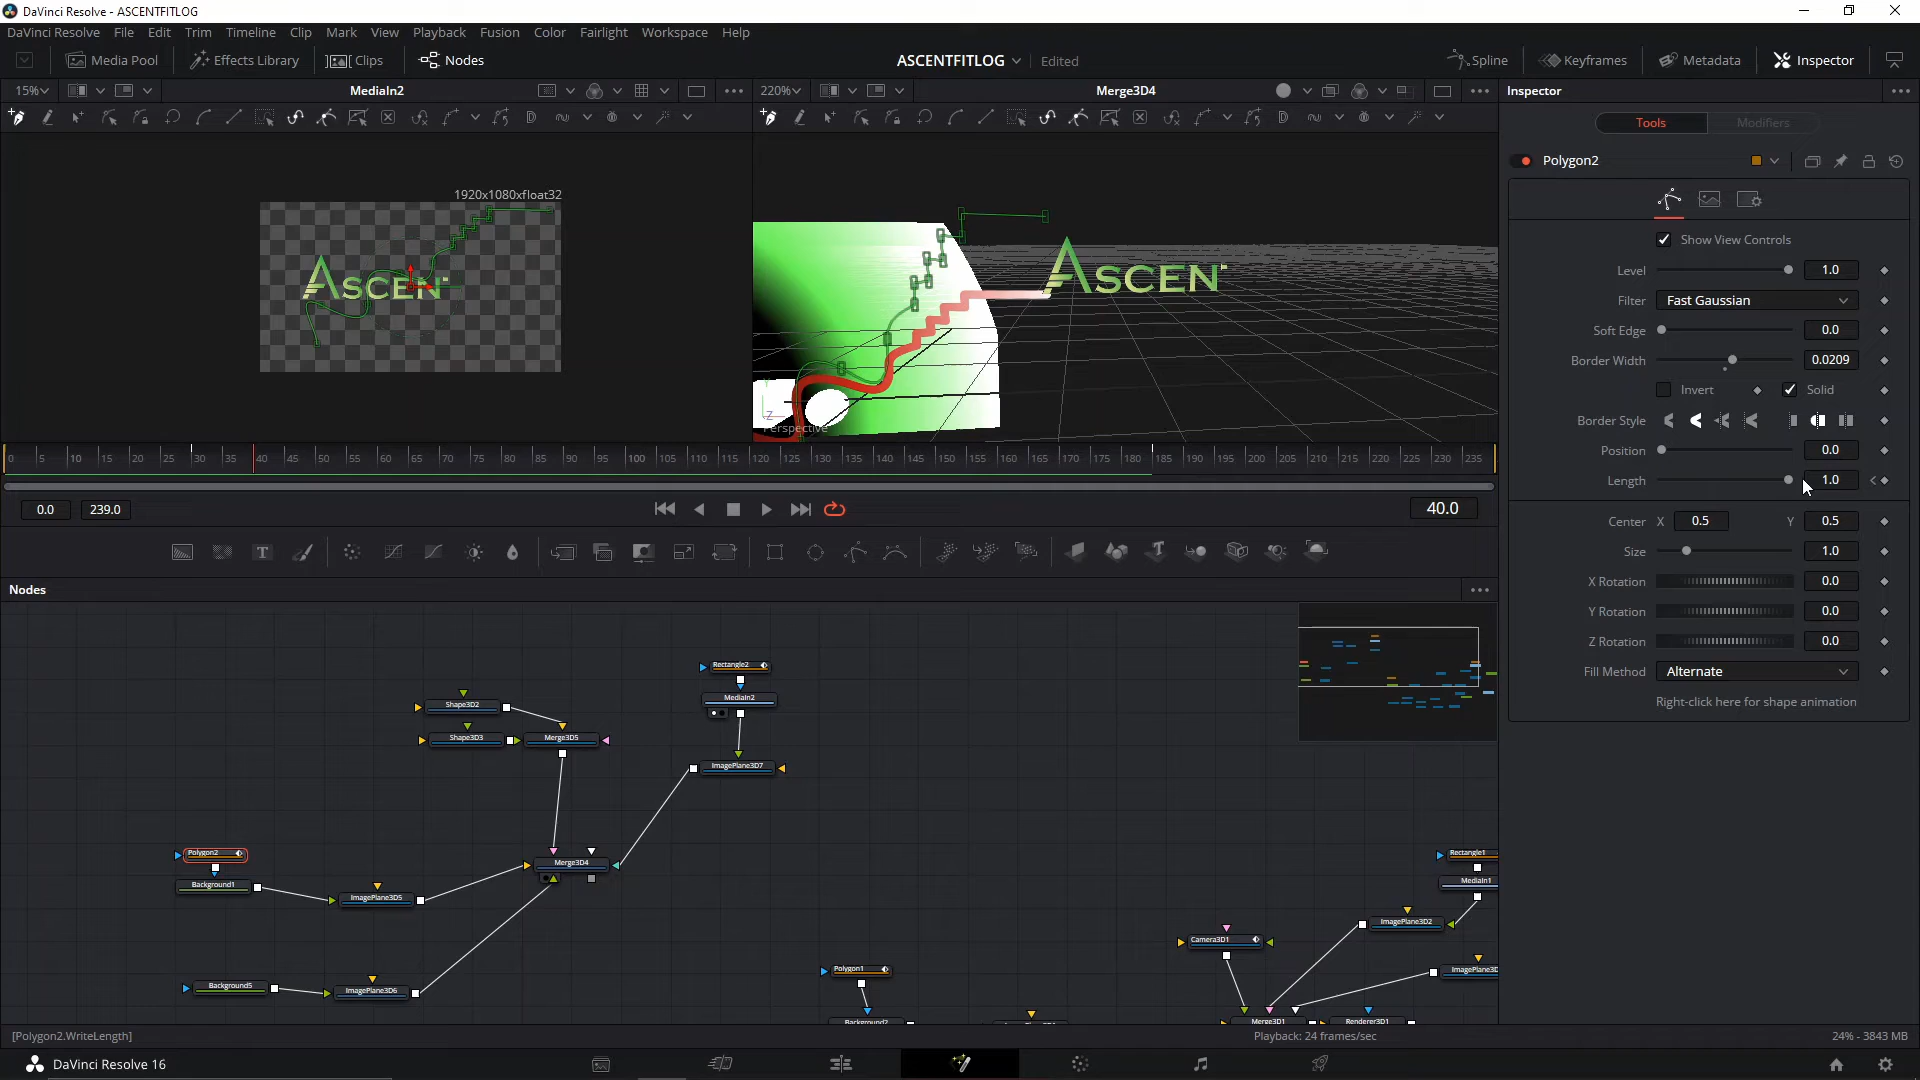 DaVinci Resolve - ASCENTFITLOG
DaVinci Resolve File Edit Trim Timeline Clip Mark View Playback Fusion Color Fairlight Workspace Help
Media Pool Effects Library Clips Nodes ASCENTFITLOG Edited Spline Keyframes Metadata Inspector
15% MediaIn2 220% Merge3D4 Inspector
Tools Modifiers
Polygon2
1920x1080xfloat32
ASCEN
ASCEN
Perspective
Z
Show View Controls
Level 1.0
Filter Fast Gaussian
Soft Edge 0.0
Border Width 0.0209
Invert Solid
Border Style
Position 0.0
Length 1.0
Center X 0.5 Y 0.5
Size 1.0
X Rotation 0.0
Y Rotation 0.0
Z Rotation 0.0
Fill Method Alternate
Right-click here for shape animation
0 5 10 15 20 25 30 35 40 45 50 55 60 65 70 75 80 85 90 95 100 105 110 115 120 125 130 135 140 145 150 155 160 165 170 175 180 185 190 195 200 205 210 215 220 225 230 235
0.0 239.0 40.0
Nodes
Rectangle2
MediaIn2
Shape3D2
Shape3D3 Merge3D5
ImagePlane3D7
Polygon2
Merge3D4
Rectangle1
Background1
MediaIn1
ImagePlane3D5
ImagePlane3D2
Camera3D1
Polygon1
ImagePlane3D
Background5
ImagePlane3D6
Background2
Merge3D1 Renderer3D1
[Polygon2.WriteLength] Playback: 24 frames/sec 24% - 3843 MB
DaVinci Resolve 16